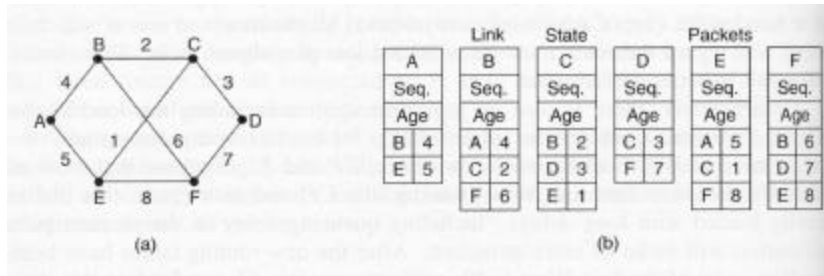 B 2 C
4 3
A 1 6 D
5 7
E 8 F
(a)
Link State Packets
A B C D E F
Seq. Seq. Seq. Seq. Seq. Seq.
Age Age Age Age Age Age
B 4 A 4 B 2 C 3 A 5 B 6
E 5 C 2 D 3 F 7 C 1 D 7
F 6 E 1 F 8 E 8
(b)